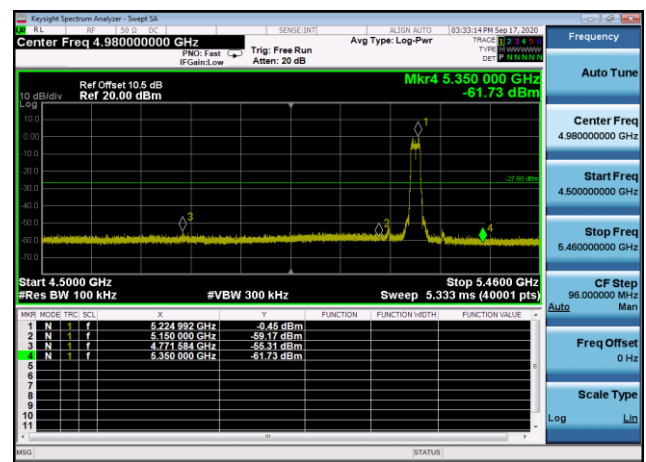 Keysight Spectrum Analyzer - Swept SA
RL RF 50 Ω DC SENSE:INT ALIGN AUTO 03:33:14 PM Sep 17, 2020
Center Freq 4.980000000 GHz Avg Type: Log-Pwr TRACE 1 2 3 4 5 6
PNO: Fast Trig: Free Run TYPE M WWWWW
IFGain:Low Atten: 20 dB DET P N N N N N
Frequency
Auto Tune
Ref Offset 10.5 dB Mkr4 5.350 000 GHz
10 dB/div Ref 20.00 dBm -61.73 dBm
Log
10.0
0.00
-10.0
-20.0
-27.00 dBm
-30.0
-40.0
-50.0
-60.0
-70.0
1
2
3
4
Start 4.5000 GHz Stop 5.4600 GHz
#Res BW 100 kHz #VBW 300 kHz Sweep 5.333 ms (40001 pts)
MKR MODE TRC SCL X Y FUNCTION FUNCTION WIDTH FUNCTION VALUE
1 N 1 f 5.224 992 GHz -0.45 dBm
2 N 1 f 5.150 000 GHz -59.17 dBm
3 N 1 f 4.771 584 GHz -55.31 dBm
4 N 1 f 5.350 000 GHz -61.73 dBm
5
6
7
8
9
10
11
MSG STATUS
Center Freq
4.980000000 GHz
Start Freq
4.500000000 GHz
Stop Freq
5.460000000 GHz
CF Step
96.000000 MHz
Auto Man
Freq Offset
0 Hz
Scale Type
Log Lin